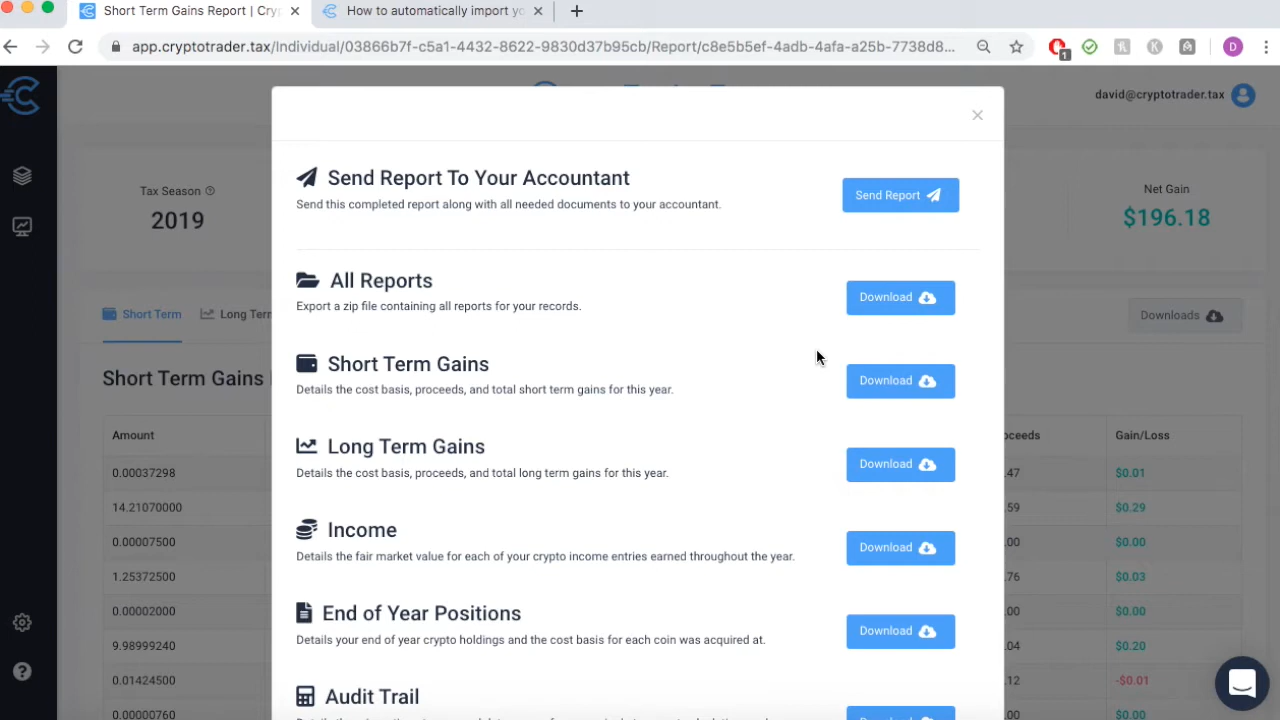 Short Term Gains Report | Cry
How to automatically import yo
app.cryptotrader.tax/Individual/03866b7f-c5a1-4432-8622-9830d37b95cb/Report/c8e5b5ef-4adb-4afa-a25b-7738d8...
1
D
david@cryptotrader.tax
Tax Season
2019
Net Gain
$196.18
Send Report To Your Accountant
Send this completed report along with all needed documents to your accountant.
Send Report
All Reports
Export a zip file containing all reports for your records.
Download
Short Term
Long Term
Downloads
Short Term Gains
Details the cost basis, proceeds, and total short term gains for this year.
Download
Short Term Gains
Amount
ceeds
Gain/Loss
Long Term Gains
Details the cost basis, proceeds, and total long term gains for this year.
Download
0.00037298
47
$0.01
14.21070000
59
$0.29
Income
Details the fair market value for each of your crypto income entries earned throughout the year.
Download
0.00007500
00
$0.00
1.25372500
76
$0.03
End of Year Positions
Details your end of year crypto holdings and the cost basis for each coin was acquired at.
Download
0.00002000
00
$0.00
9.98999240
04
$0.20
Audit Trail
0.01424500
12
-$0.01
0.00000760
00
$0.00